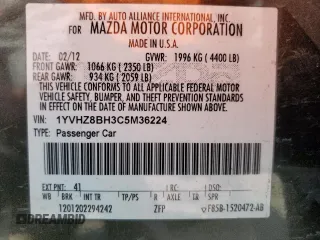 MFD. BY AUTO ALLIANCE INTERNATIONAL, INC.
FOR
MAZDA MOTOR CORPORATION
MADE IN U.S.A.
DATE: 02/12 GVWR: 1996 KG (4400 LB)
FRONT GAWR: 1066 KG (2350 LB)
REAR GAWR: 934 KG (2059 LB)
THIS VEHICLE CONFORMS TO ALL APPLICABLE FEDERAL MOTOR
VEHICLE SAFETY, BUMPER, AND THEFT PREVENTION STANDARDS
IN EFFECT ON THE DATE OF MANUFACTURE SHOWN ABOVE.
VIN: 1YVHZ8BH3C5M36224
TYPE: Passenger Car
EXT PNT: 41 RC: DSO:
WB BRK INT TR TP/PS R AXLE TR SPR
1201202294242 ZFP F85B-1520472-AB
DREAMBID